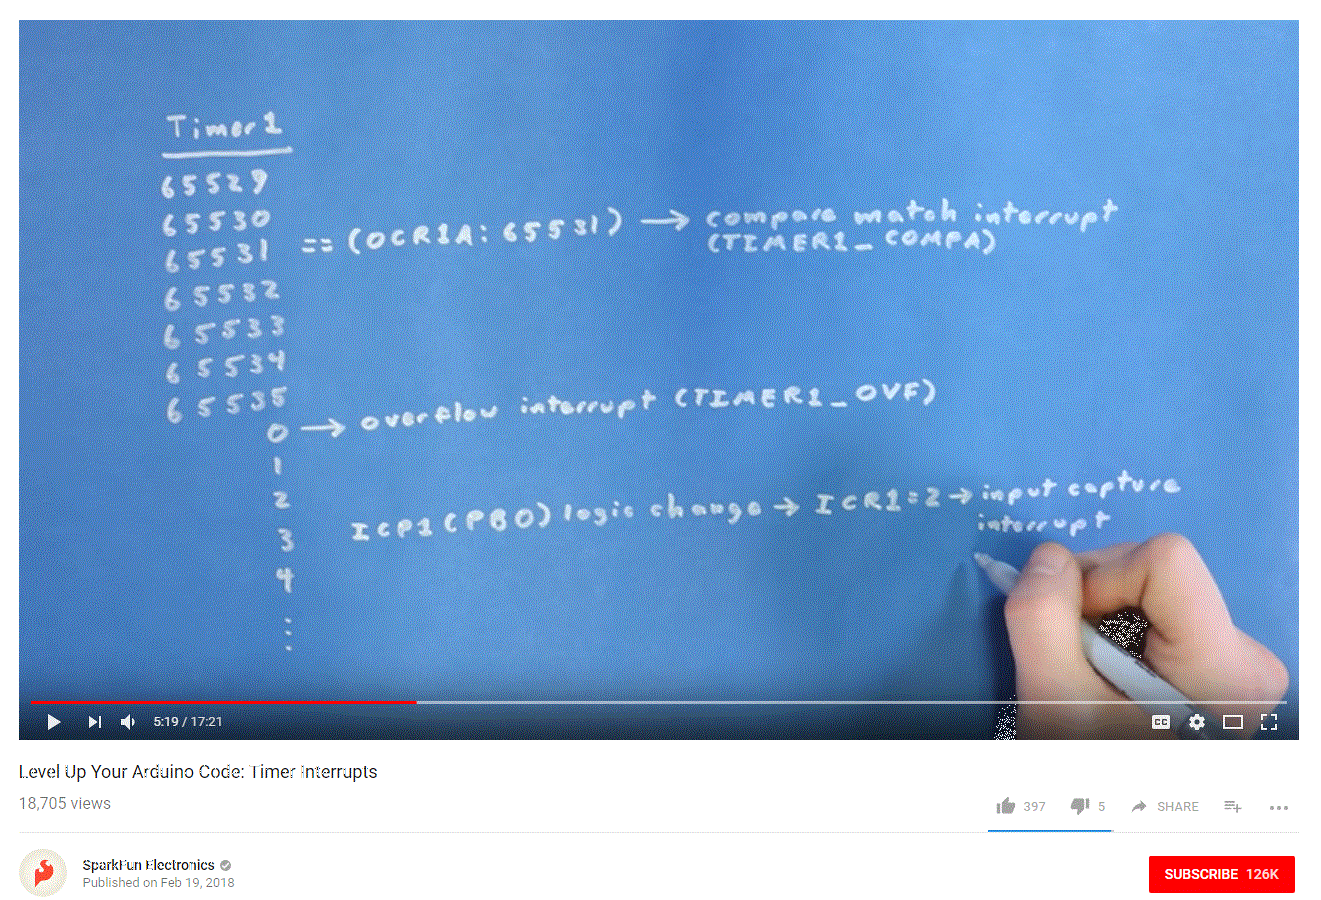 Timer1
65529
65530
65531 == (OCR1A: 65531) → compare match interrupt
(TIMER1_COMPA)
65532
65533
65534
65535
0 → overflow interrupt (TIMER1_OVF)
1
2 ICP1 (PB0) logic change → ICR1=2 → input capture
interrupt
3
4
⋮
5:19 / 17:21
CC
Level Up Your Arduino Code: Timer Interrupts
18,705 views
397 5 SHARE
SparkFun Electronics
Published on Feb 19, 2018
SUBSCRIBE 126K